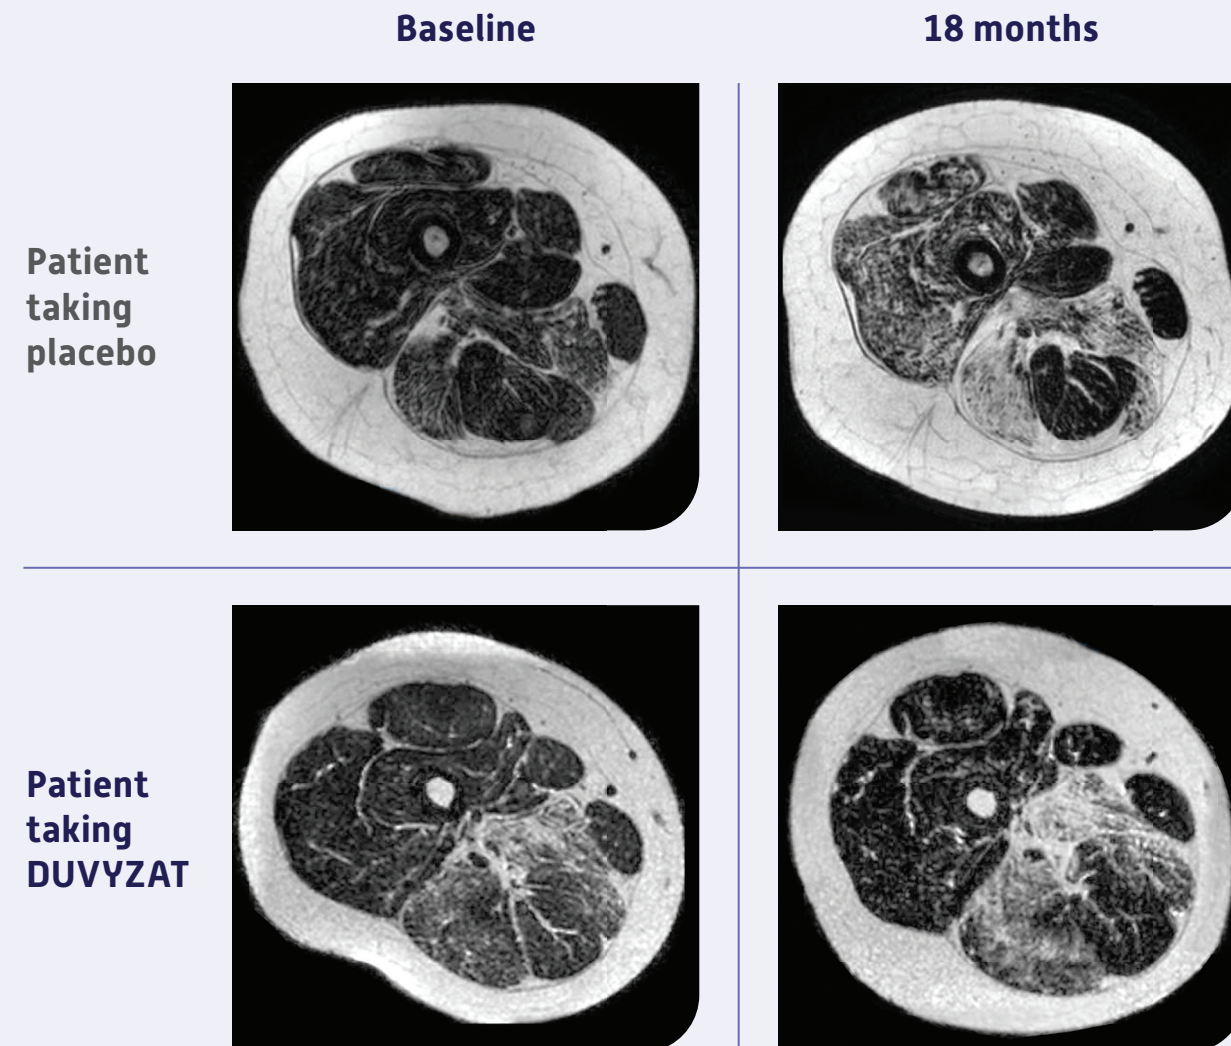 Baseline
18 months
Patient
taking
placebo
Patient
taking
DUVYZAT